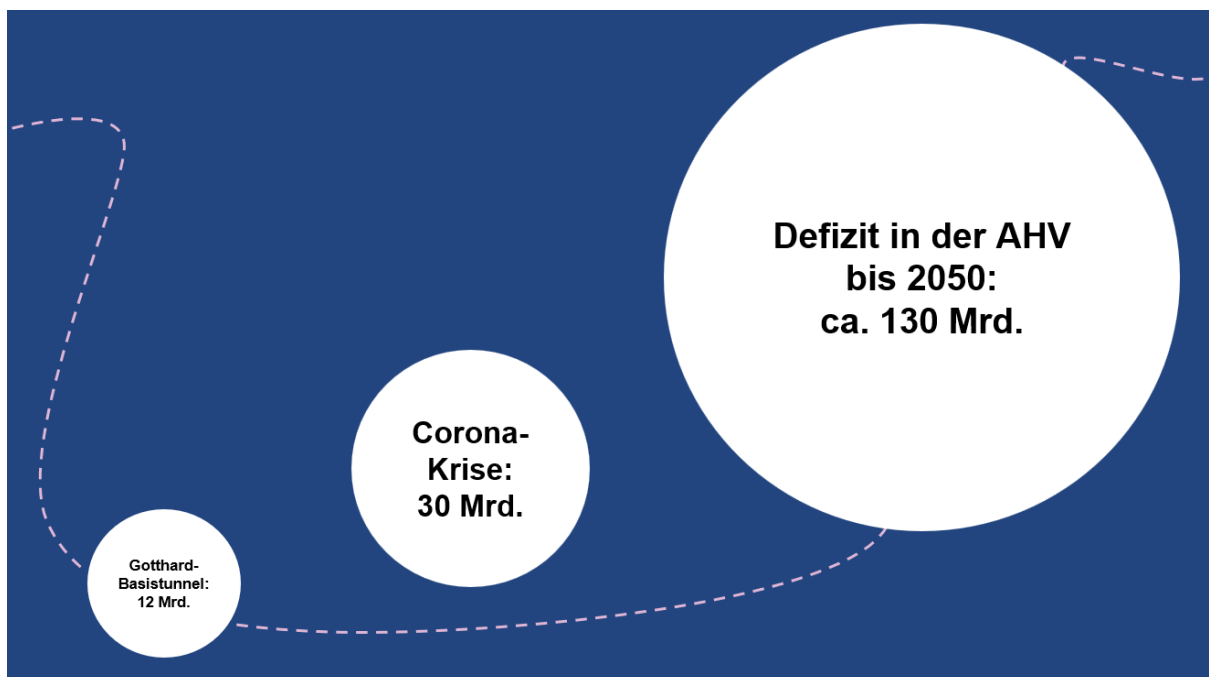 Defizit in der AHV
bis 2050:
ca. 130 Mrd.
Corona-
Krise:
30 Mrd.
Gotthard-
Basistunnel:
12 Mrd.